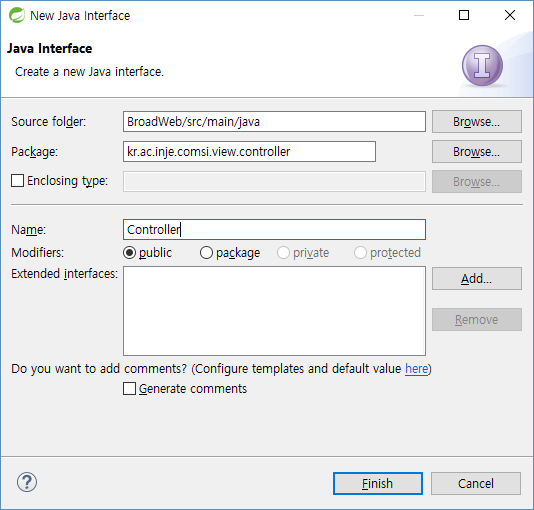 New Java Interface
Java Interface
Create a new Java interface.
Source folder: BroadWeb/src/main/java Browse...
Package: kr.ac.inje.comsi.view.controller Browse...
Enclosing type: Browse...
Name: Controller
Modifiers: public package private protected
Extended interfaces: Add...
Remove
Do you want to add comments? (Configure templates and default value here)
Generate comments
? Finish Cancel